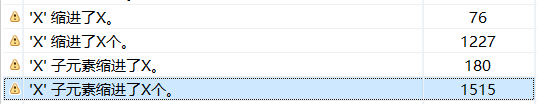 'X' 缩进了X。 76
'X' 缩进了X个。 1227
'X' 子元素缩进了X。 180
'X' 子元素缩进了X个。 1515